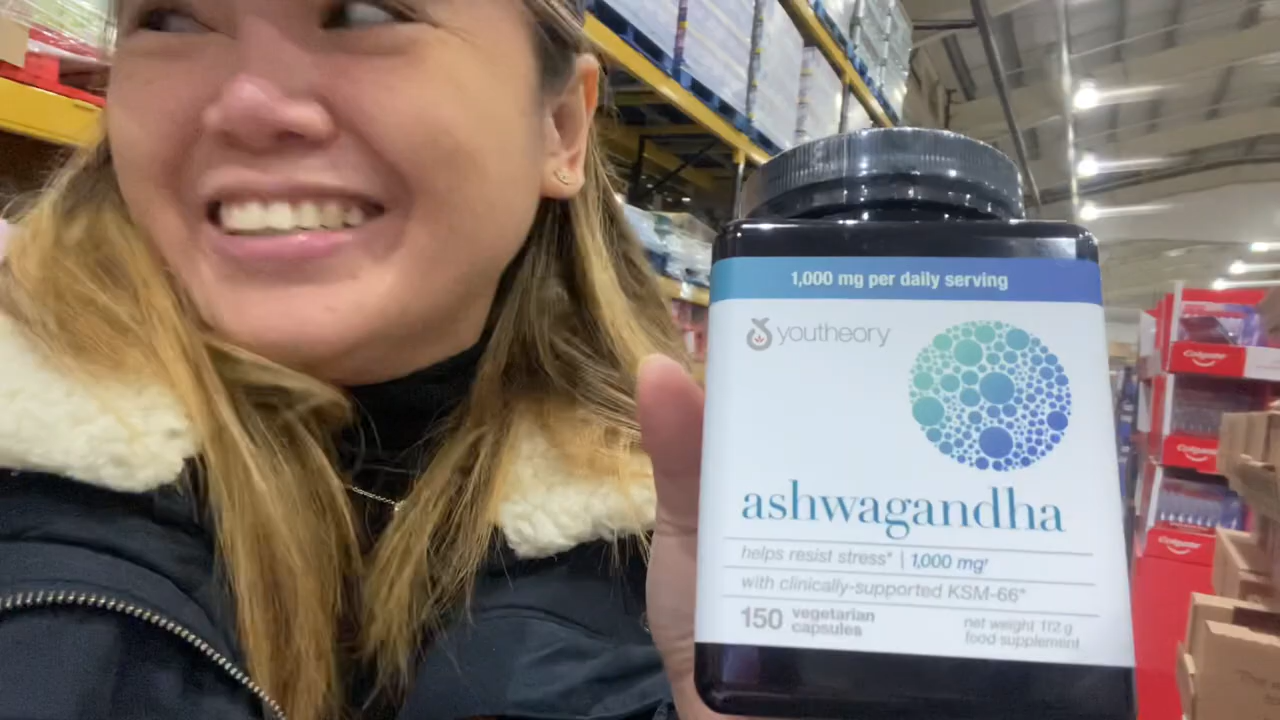 1,000 mg per daily serving
youtheory
ashwagandha
helps resist stress* | 1,000 mg†
with clinically-supported KSM-66*
150 vegetarian capsules
net weight 112 g
food supplement
Colgate
Colgate
Colgate